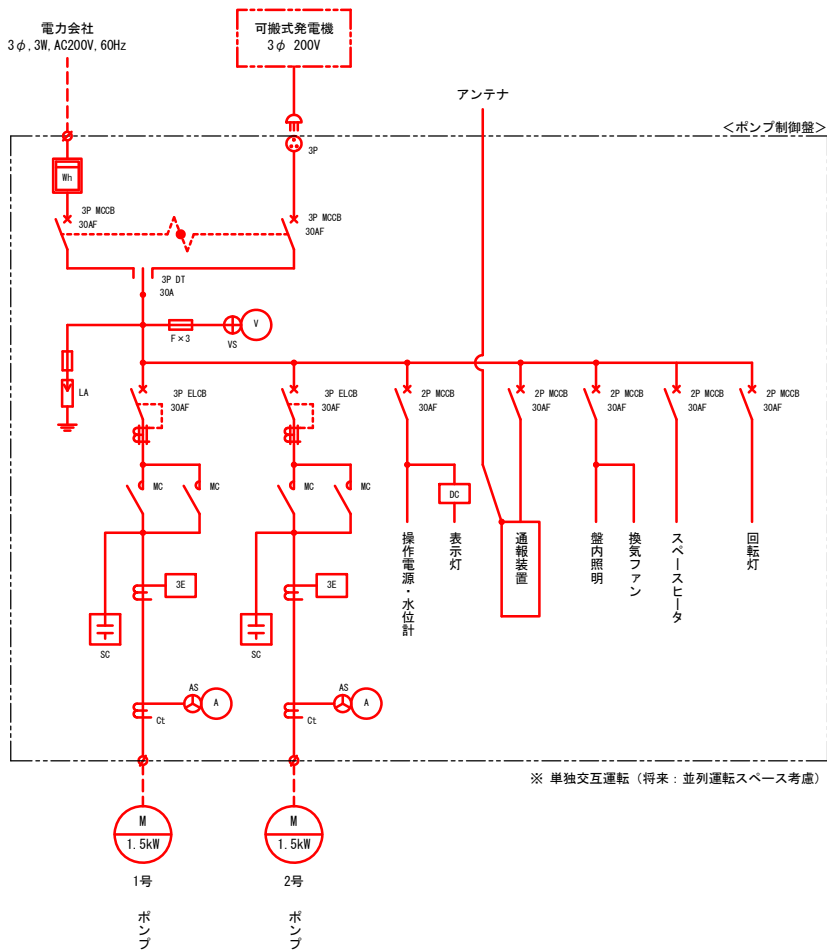 電力会社
3φ,3W,AC200V,60Hz
可搬式発電機
3φ 200V
アンテナ
<ポンプ制御盤>
3P
Wh
3P MCCB
30AF
3P MCCB
30AF
3P DT
30A
F×3
VS
V
LA
3P ELCB
30AF
3P ELCB
30AF
2P MCCB
30AF
2P MCCB
30AF
2P MCCB
30AF
2P MCCB
30AF
2P MCCB
30AF
MC
MC
MC
MC
DC
操作電源・水位計
表示灯
通報装置
盤内照明
換気ファン
スペースヒータ
回転灯
3E
3E
SC
SC
AS
A
Ct
AS
A
Ct
※ 単独交互運転（将来：並列運転スペース考慮）
M
1.5kW
M
1.5kW
1号
ポンプ
2号
ポンプ